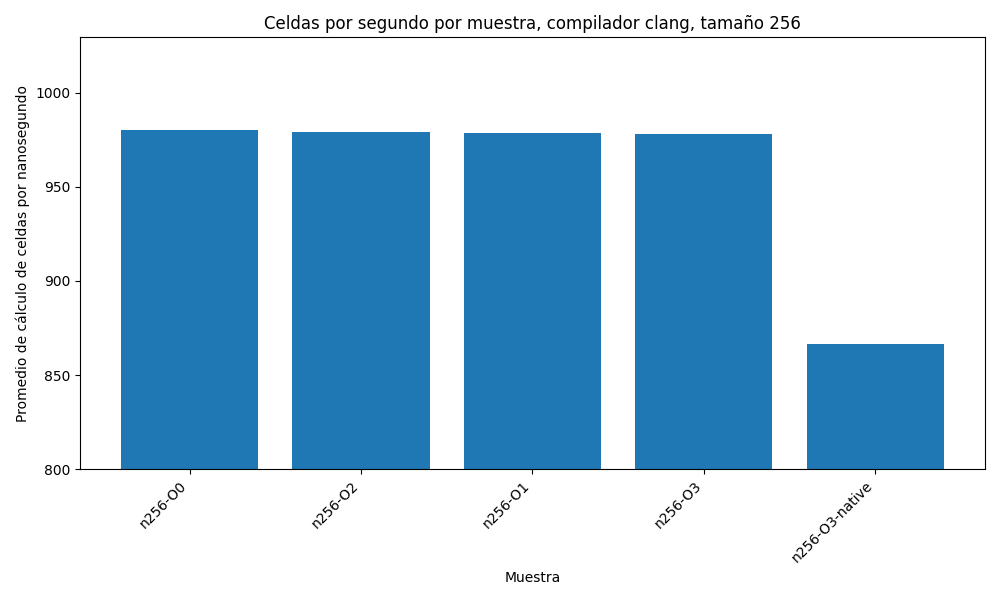 Celdas por segundo por muestra, compilador clang, tamaño 256
Promedio de cálculo de celdas por nanosegundo
1000
950
900
850
800
n256-O0
n256-O2
n256-O1
n256-O3
n256-O3-native
Muestra